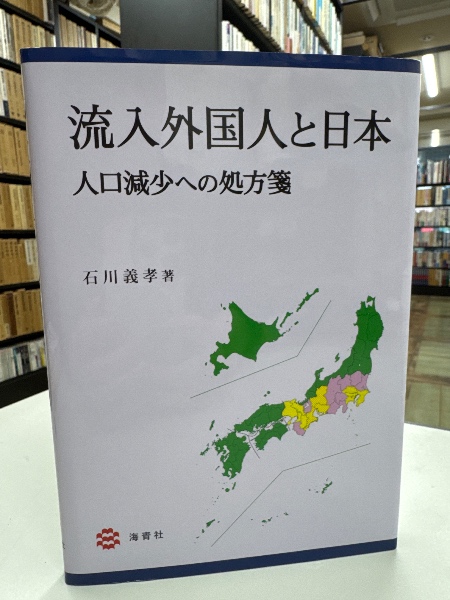 流入外国人と日本
人口減少への処方箋
石川義孝 著
海青社